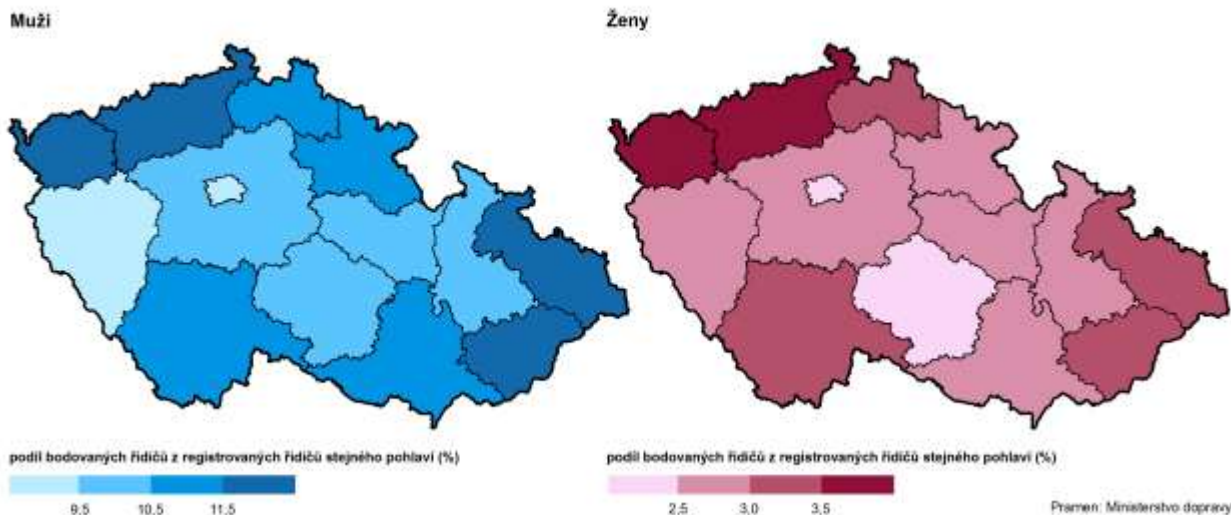 Muži
Ženy
podíl bodovaných řidičů z registrovaných řidičů stejného pohlaví (%)
9,5 10,5 11,5
podíl bodovaných řidičů z registrovaných řidičů stejného pohlaví (%)
2,5 3,0 3,5
Pramen: Ministerstvo dopravy